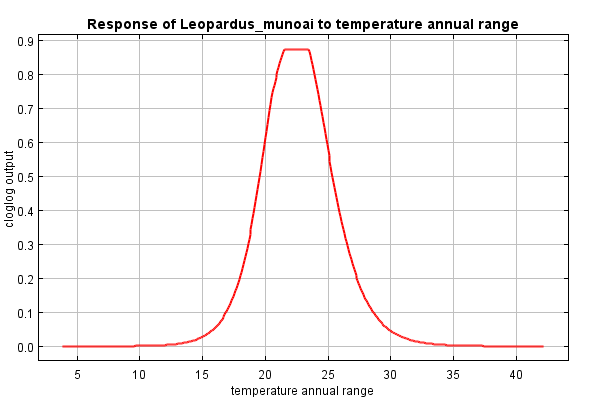 Response of Leopardus_munoai to temperature annual range
0.9
0.8
0.7
0.6
0.5
0.4
0.3
0.2
0.1
0.0
cloglog output
5 10 15 20 25 30 35 40
temperature annual range